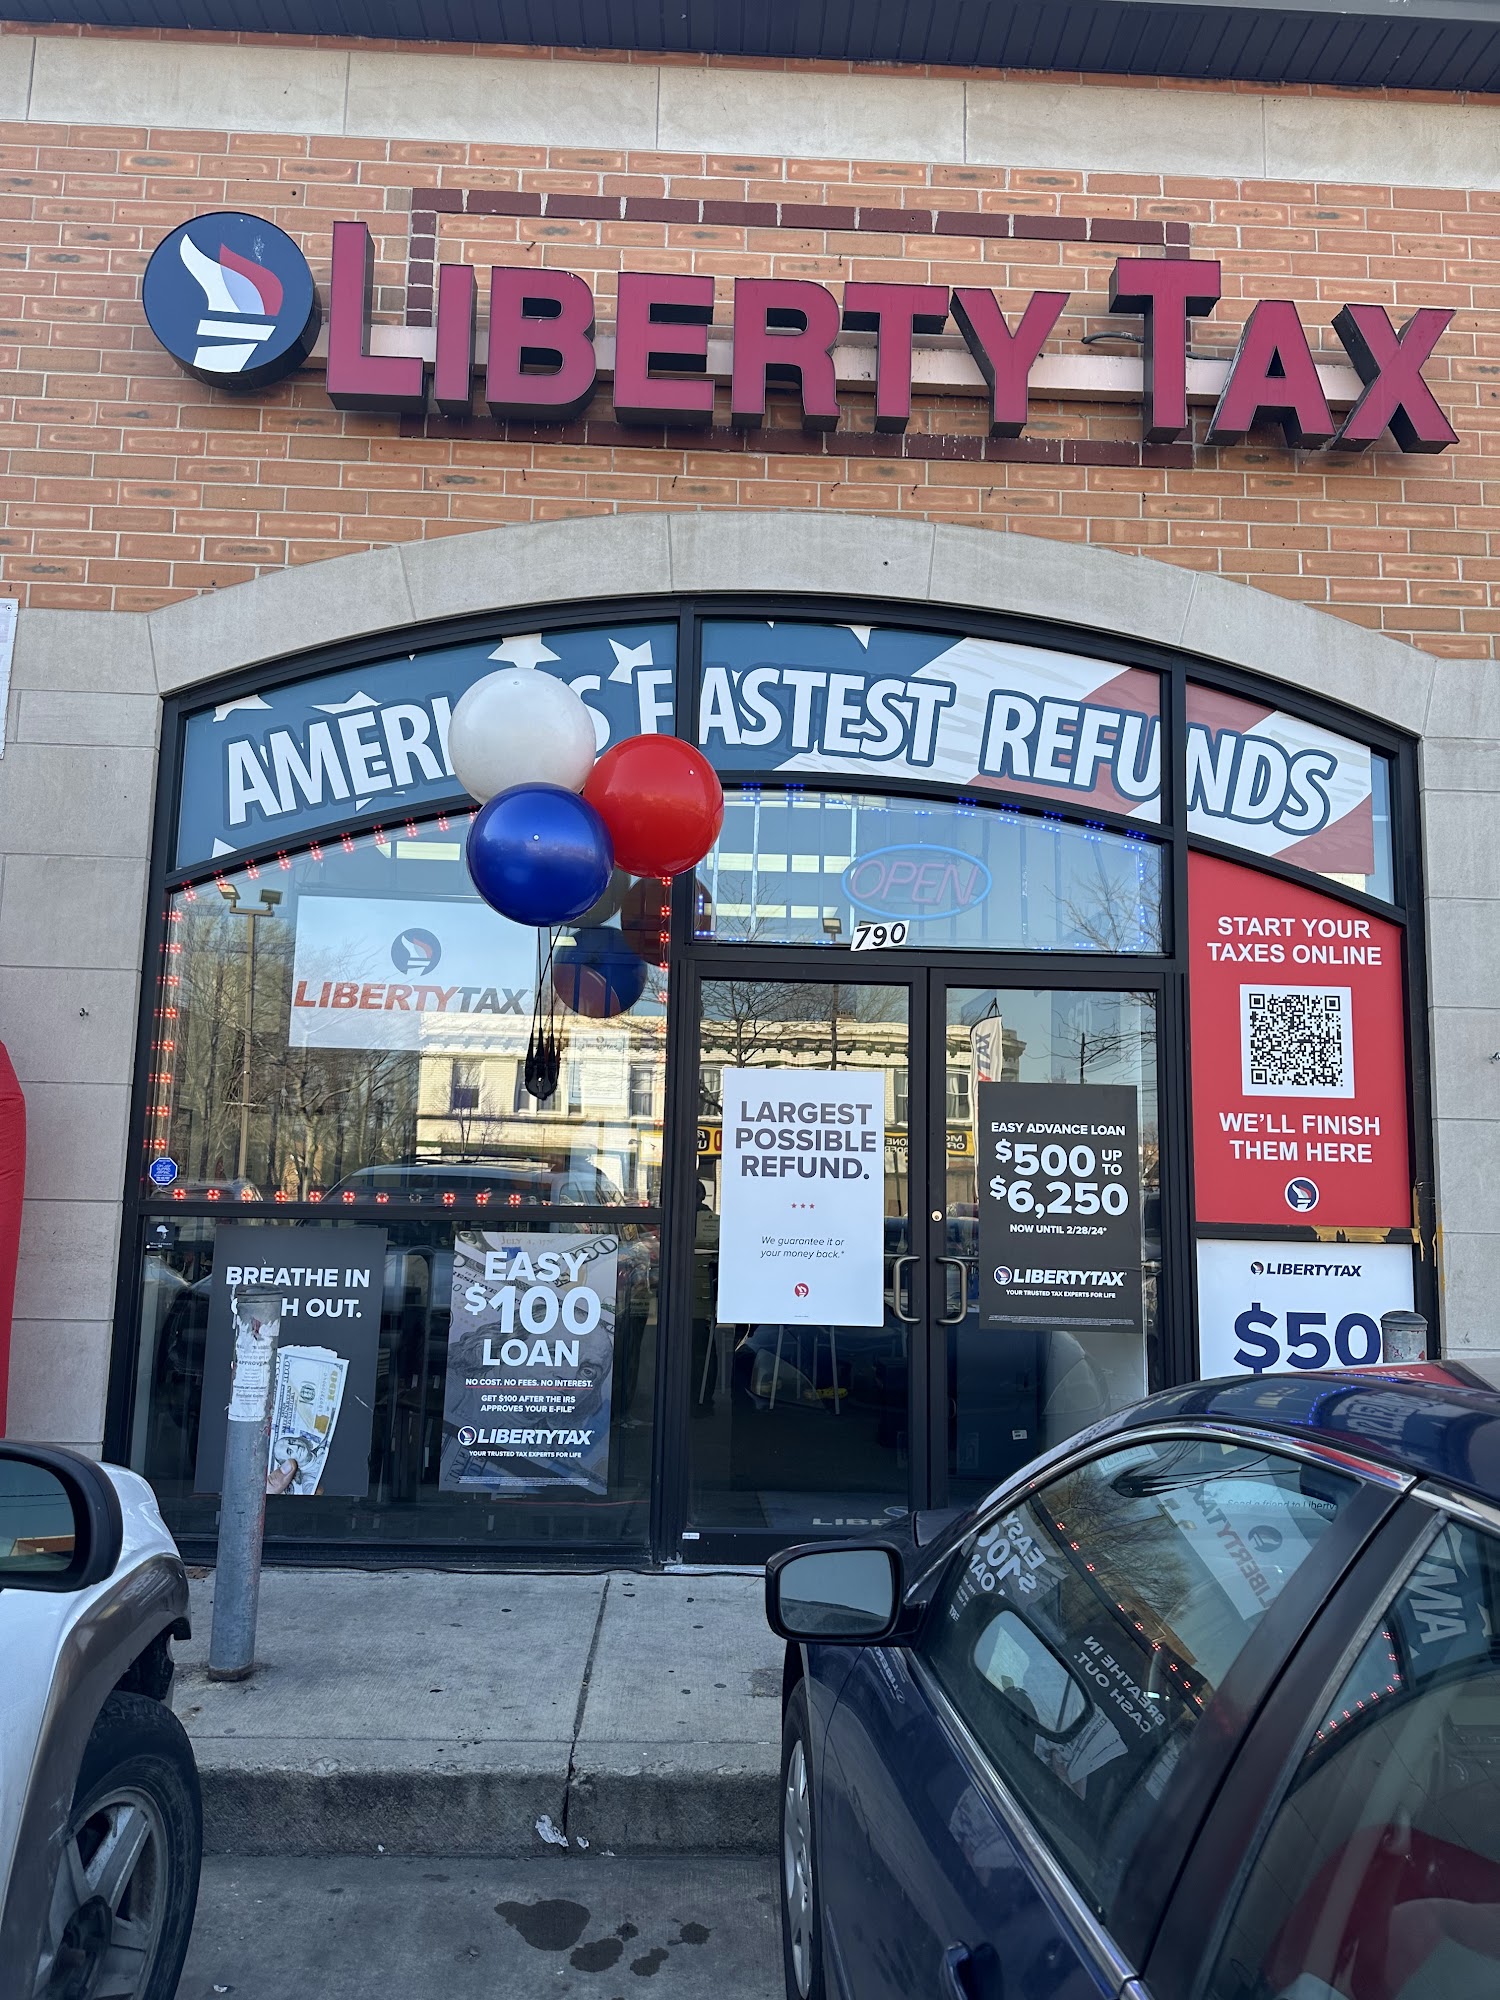 LIBERTY TAX
AMERI S FASTEST REFUNDS
OPEN
790
LIBERTYTAX
START YOUR
TAXES ONLINE
WE'LL FINISH
THEM HERE
LARGEST
POSSIBLE
REFUND.
We guarantee it or
your money back.*
EASY ADVANCE LOAN
$500 UP TO
$6,250
NOW UNTIL 2/28/24*
LIBERTYTAX
YOUR TRUSTED TAX EXPERTS FOR LIFE
BREATHE IN
C H OUT.
EASY
$100
LOAN
NO COST. NO FEES. NO INTEREST.
GET $100 AFTER THE IRS
APPROVES YOUR E-FILE*
LIBERTYTAX
YOUR TRUSTED TAX EXPERTS FOR LIFE
LIBERTYTAX
$50
Send a friend to Liberty